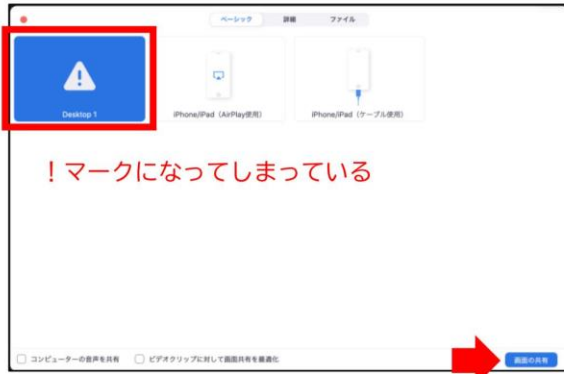 ベーシック 詳細 ファイル
Desktop 1
iPhone/iPad（AirPlay使用）
iPhone/iPad（ケーブル使用）
！マークになってしまっている
コンピューターの音声を共有
ビデオクリップに対して画面共有を最適化
画面の共有